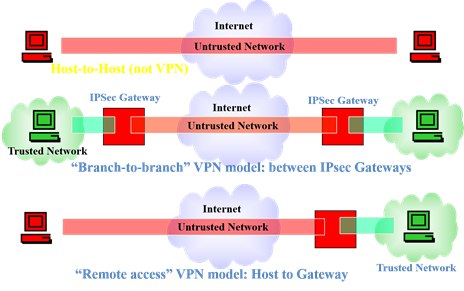 Internet
Untrusted Network
Host-to-Host (not VPN)
IPSec Gateway
Internet
IPSec Gateway
Untrusted Network
Trusted Network
“Branch-to-branch” VPN model: between IPsec Gateways
Internet
Untrusted Network
“Remote access” VPN model: Host to Gateway
Trusted Network